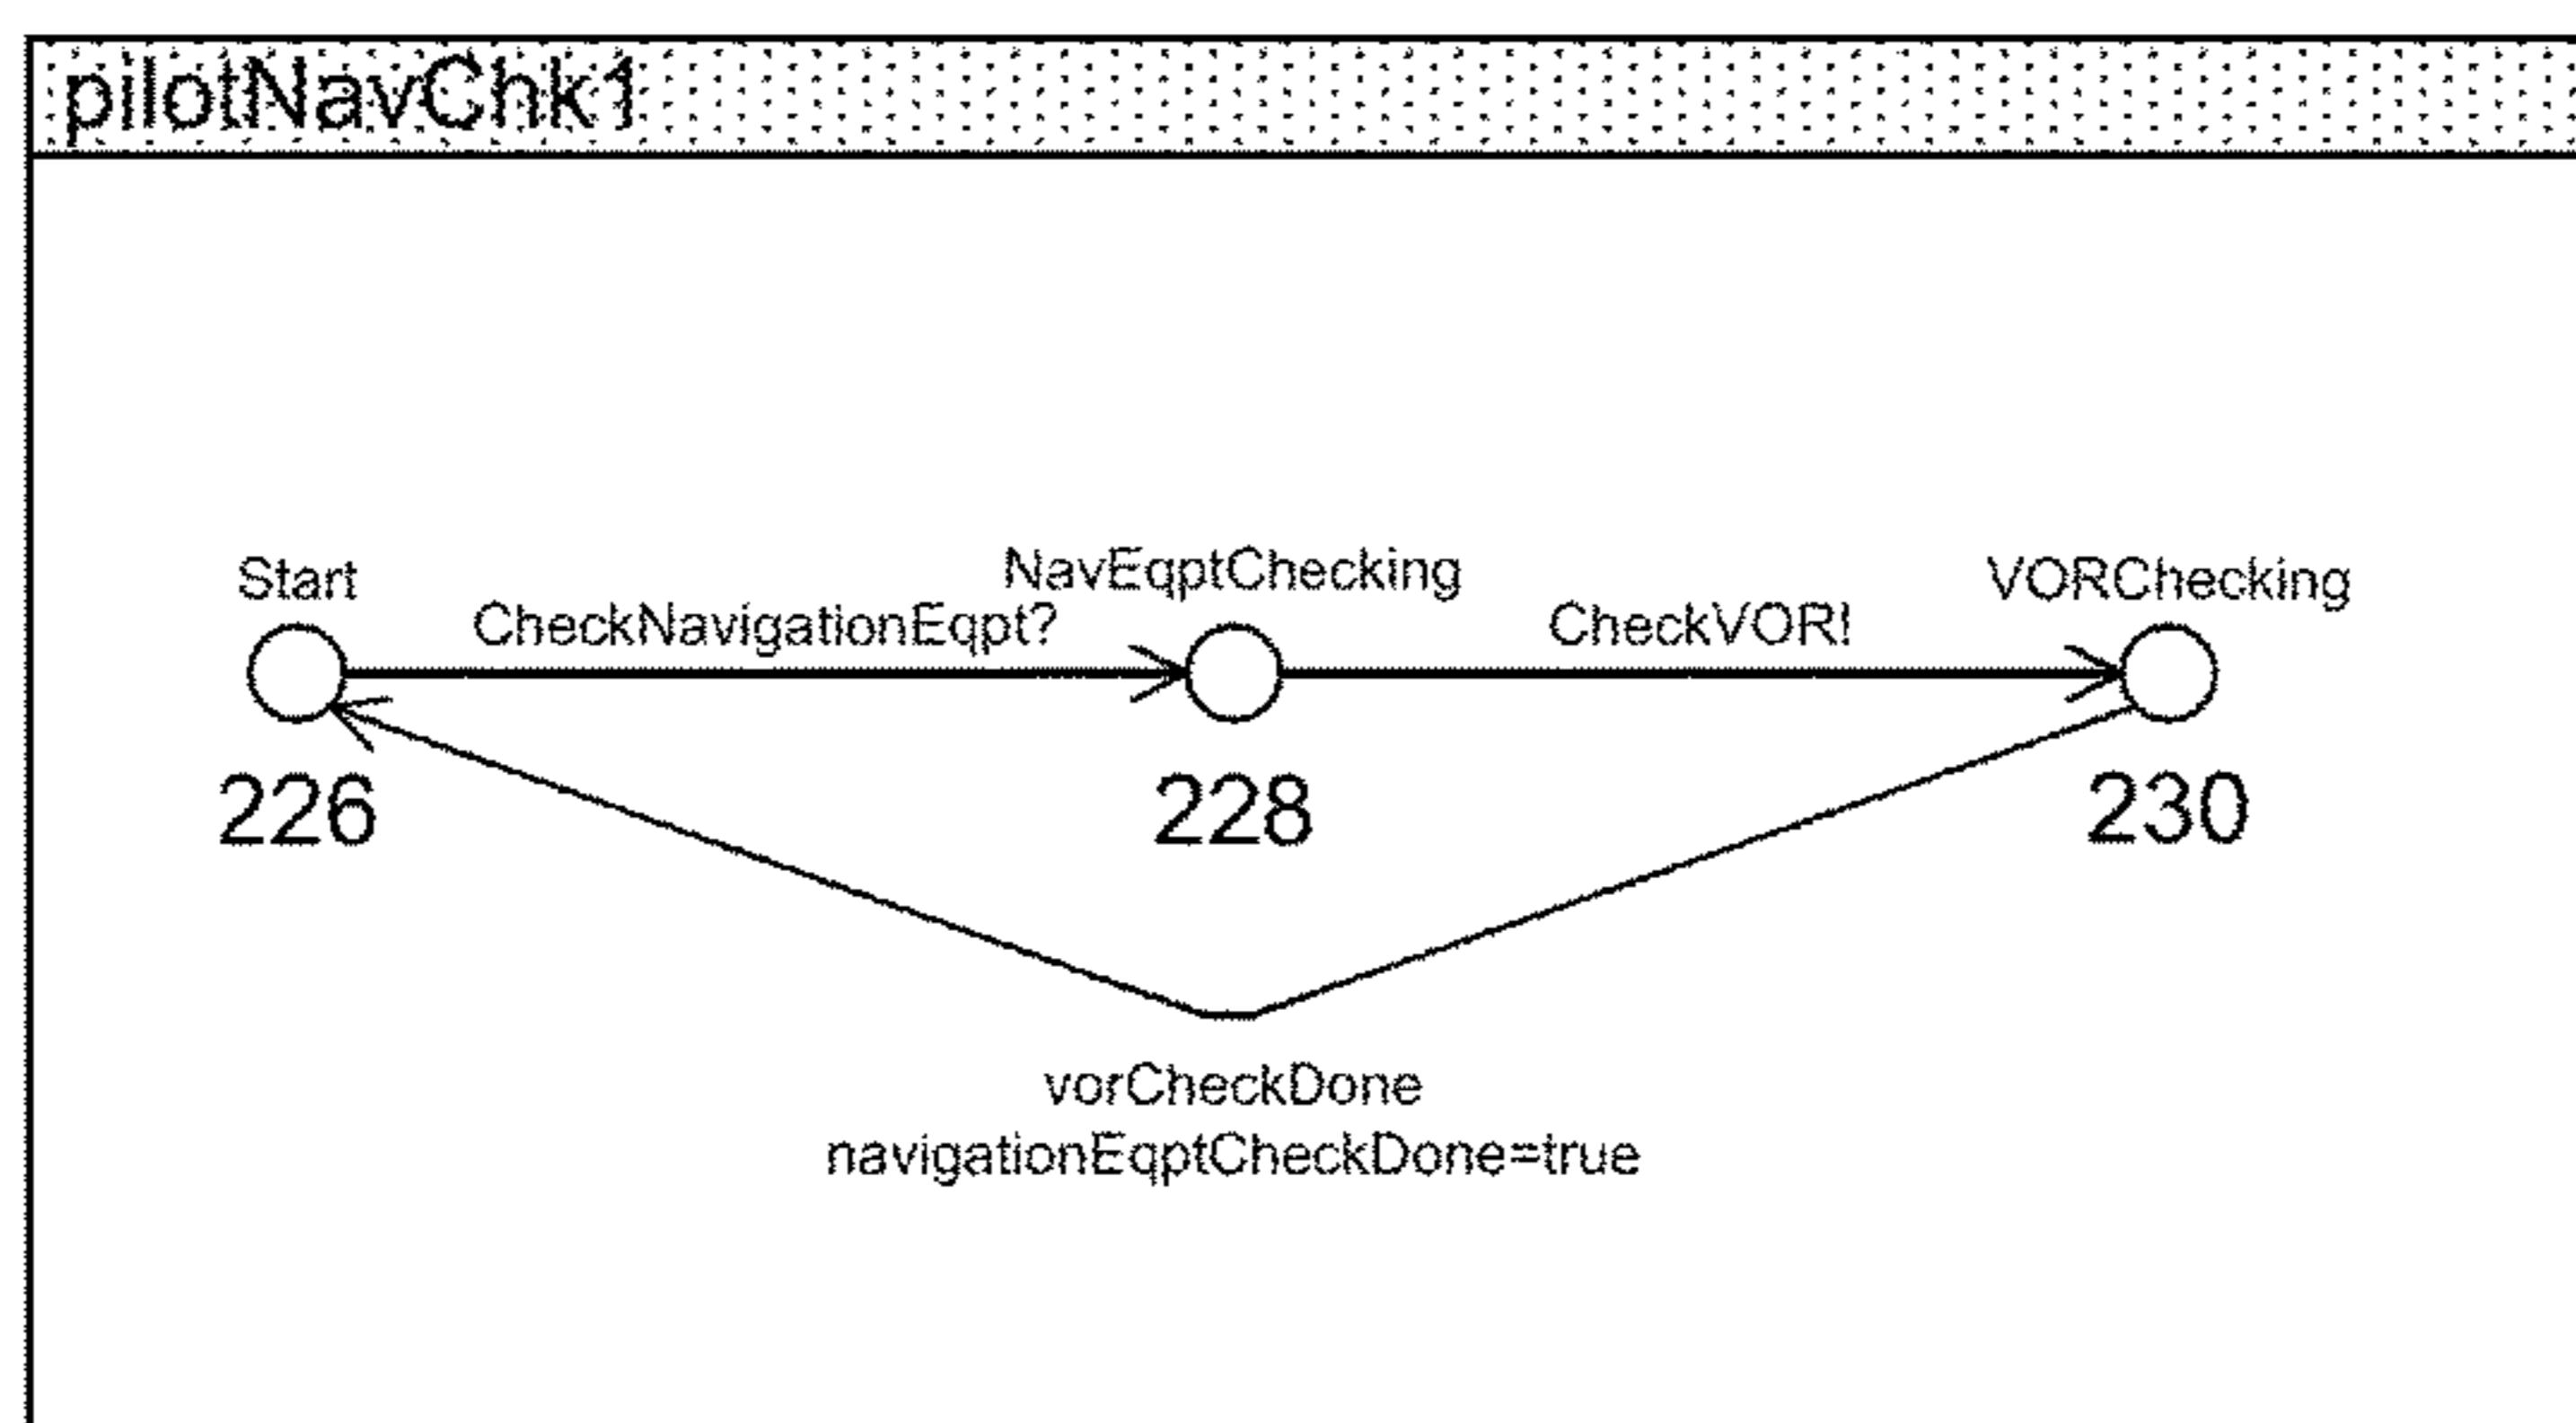 pilotNavChk1
Start
NavEqptChecking
VORChecking
CheckNavigationEqpt?
CheckVOR!
226
228
230
vorCheckDone
navigationEqptCheckDone=true